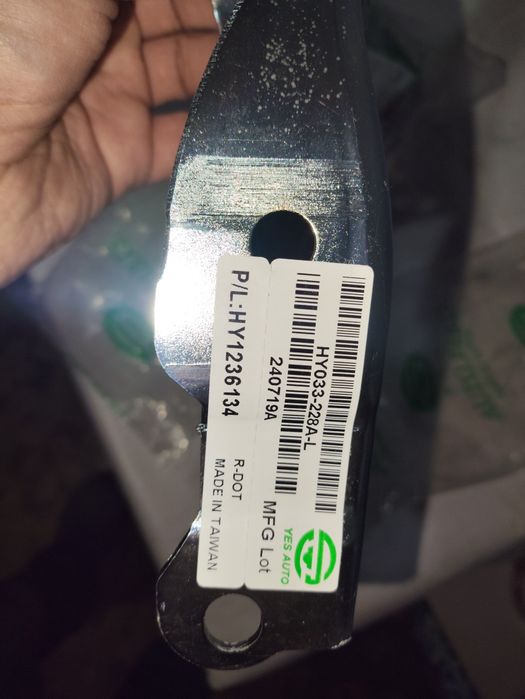 HY033-228A-L
240719A
MFG Lot
YES AUTO
P/L:HY1236134
R-DOT
MADE IN TAIWAN